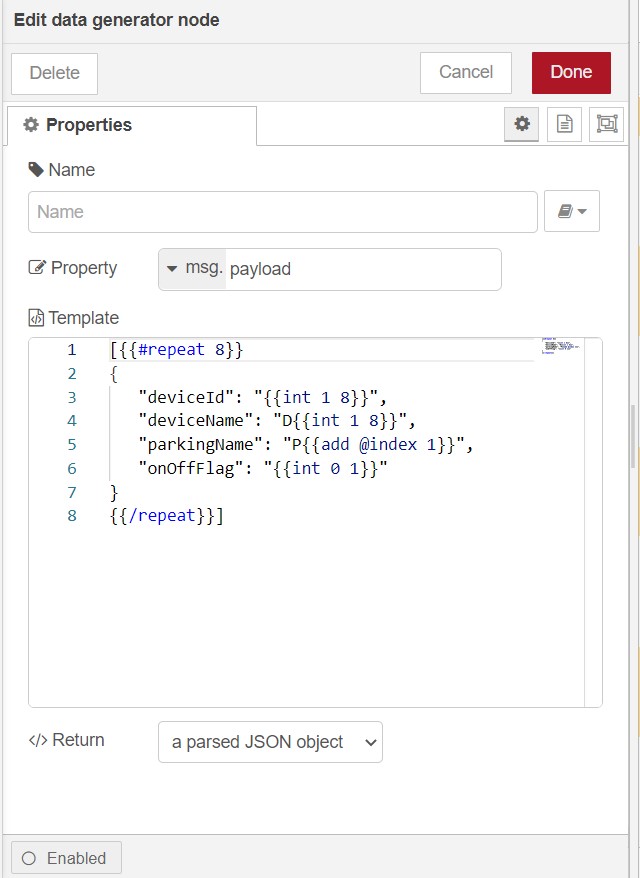 Edit data generator node
Delete
Cancel
Done
Properties
Name
Name
Property
msg.
payload
Template
1 [{{#repeat 8}}
2 {
3 "deviceId": "{{int 1 8}}",
4 "deviceName": "D{{int 1 8}}",
5 "parkingName": "P{{add @index 1}}",
6 "onOffFlag": "{{int 0 1}}"
7 }
8 {{/repeat}}]
Return
a parsed JSON object
Enabled